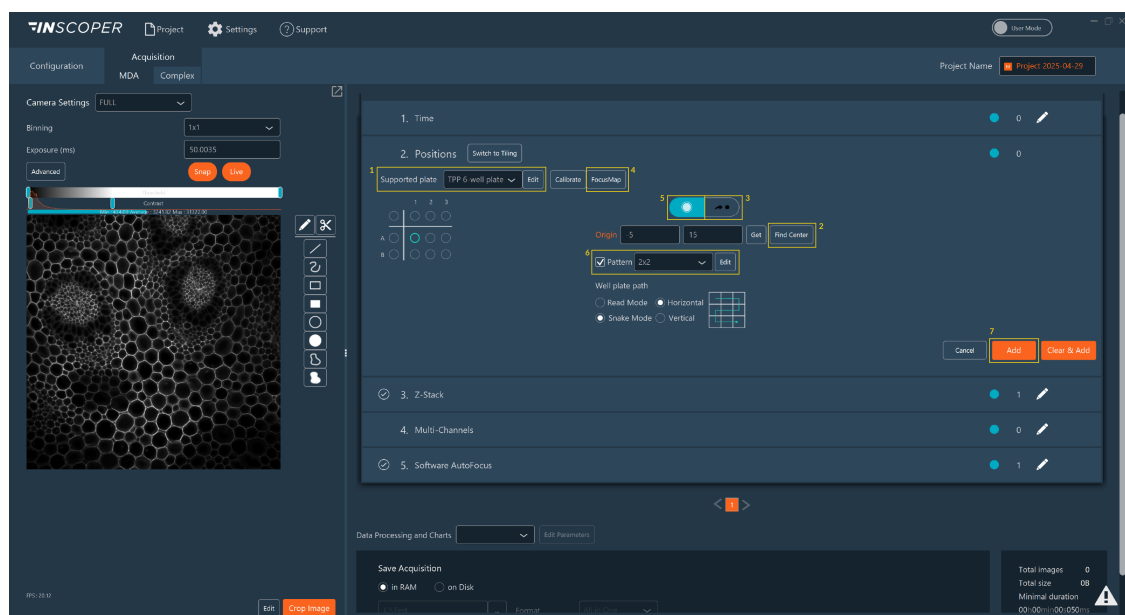 INSCOPER Project Settings Support User Mode
Configuration Acquisition MDA Complex Project Name Project 2025-04-29
Camera Settings FULL
Binning 1x1
Exposure (ms) 50.0035
Advanced Snap Live
Contrast
1. Time 0
2. Positions Switch to Tiling 0
1 Supported plate TPP 6 well plate Edit Calibrate FocusMap 4
1 2 3
A
B
5 3
Origin -5 15 Get Find Center 2
6 Pattern 2x2 Edit
Well plate path
Read Mode Horizontal
Snake Mode Vertical
7
Cancel Add Clear & Add
3. Z-Stack 1
4. Multi-Channels 0
5. Software AutoFocus 1
< 1 >
Data Processing and Charts Edit Parameters
Save Acquisition
in RAM on Disk
... Format
Total images 0
Total size 0B
Minimal duration
00h00min00s050ms
FPS: 20.12
Edit Crop Image